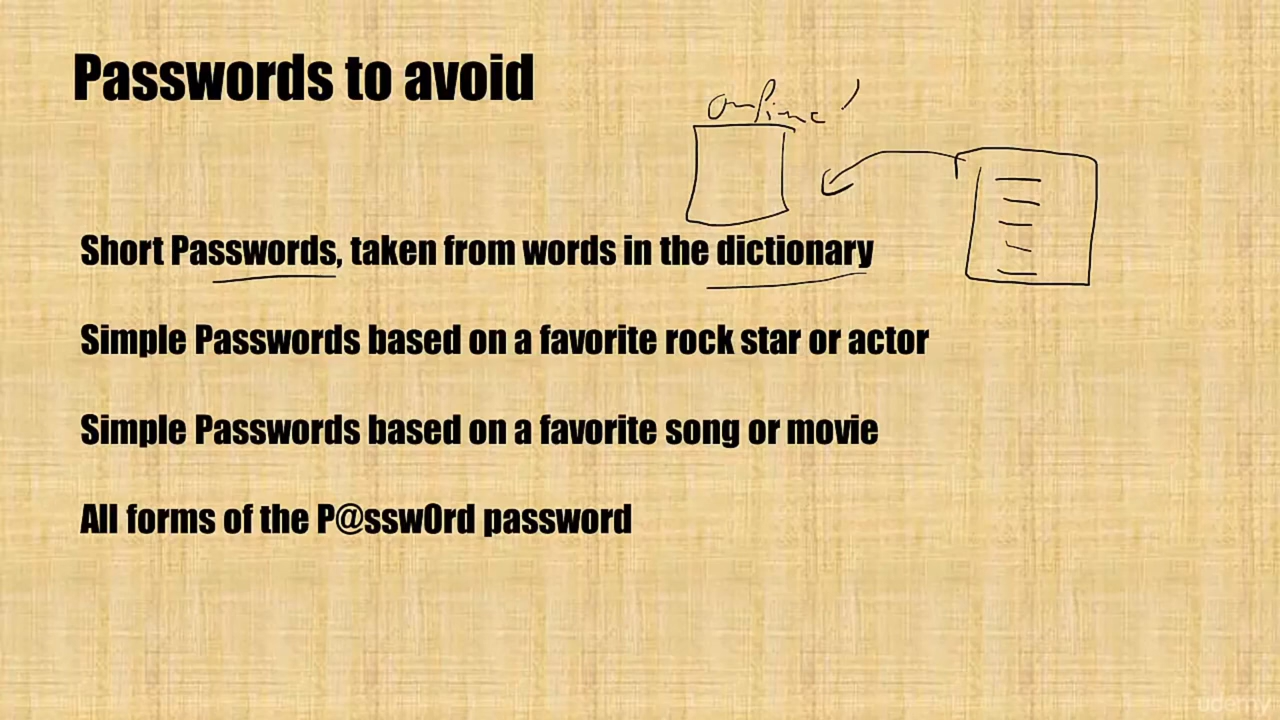 Passwords to avoid
online
Short Passwords, taken from words in the dictionary
Simple Passwords based on a favorite rock star or actor
Simple Passwords based on a favorite song or movie
All forms of the P@ssw0rd password
udemy